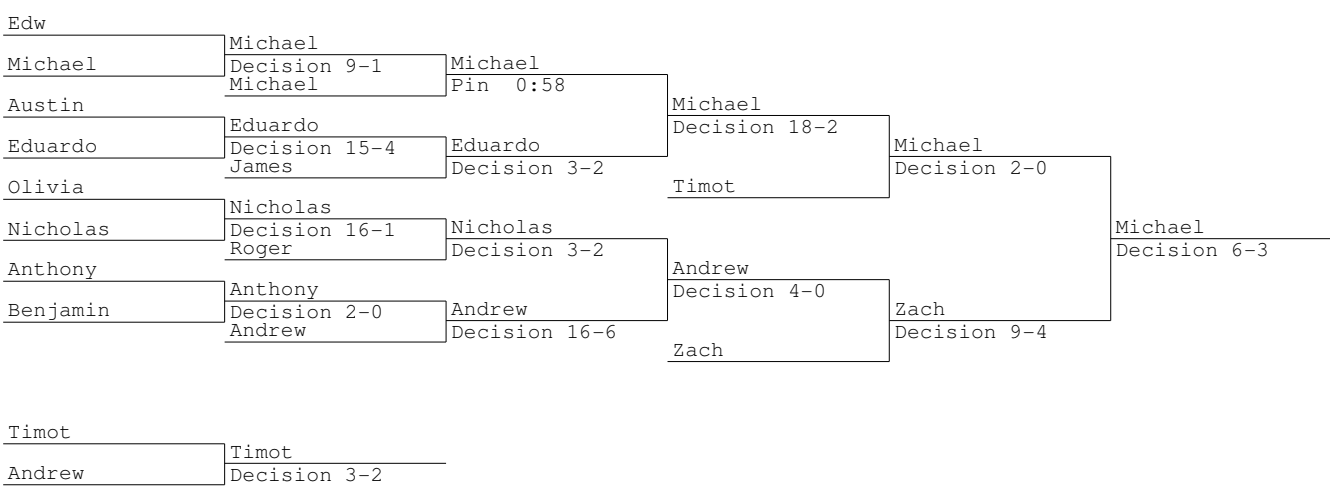 Edw
Michael
Michael
Decision 9-1
Michael
Michael
Pin 0:58
Austin
Eduardo
Eduardo
Decision 15-4
James
Eduardo
Decision 3-2
Michael
Decision 18-2
Timot
Michael
Decision 2-0
Olivia
Nicholas
Nicholas
Decision 16-1
Roger
Nicholas
Decision 3-2
Anthony
Benjamin
Anthony
Decision 2-0
Andrew
Andrew
Decision 16-6
Andrew
Decision 4-0
Zach
Zach
Decision 9-4
Michael
Decision 6-3
Timot
Andrew
Timot
Decision 3-2